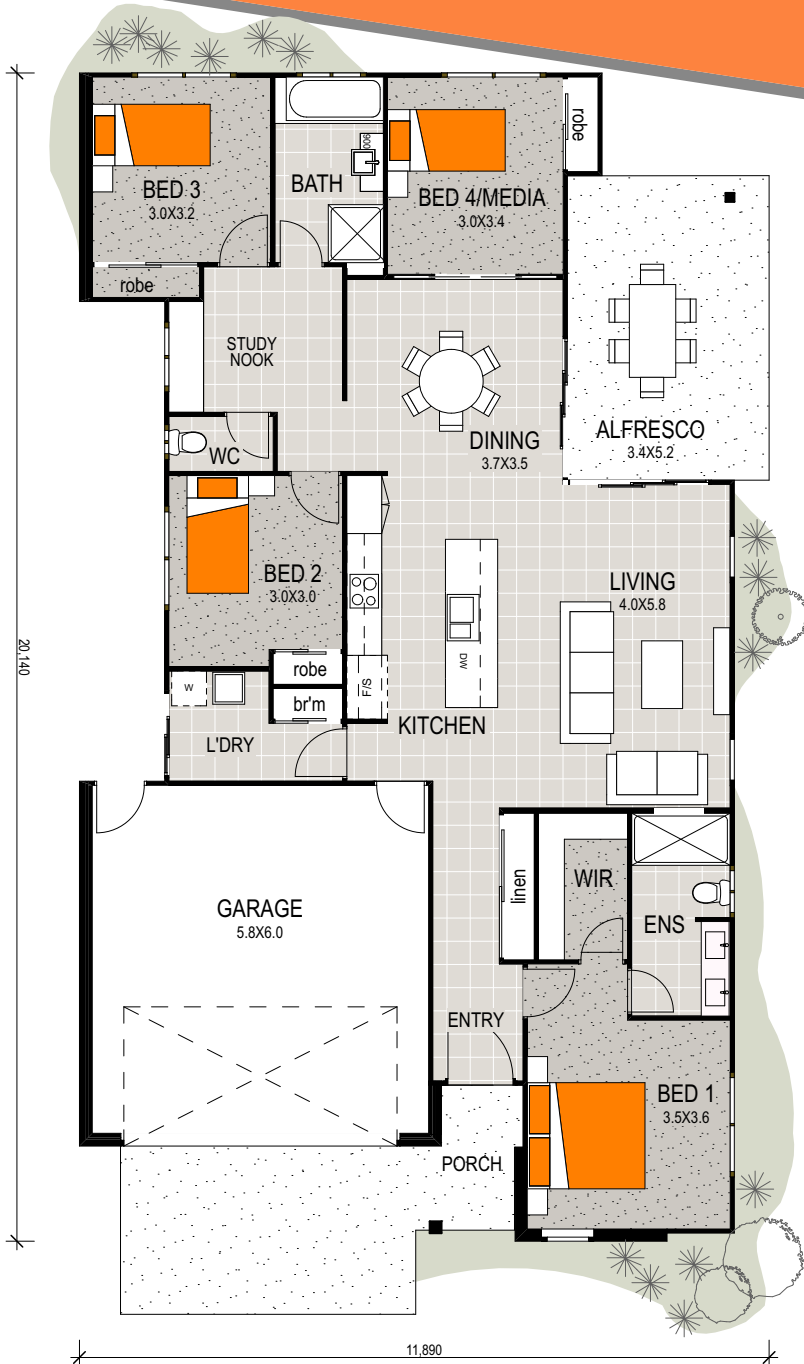 robe
900
BED 3
3.0X3.2
BATH
BED 4/MEDIA
3.0X3.4
robe
STUDY
NOOK
WC
DINING
3.7X3.5
ALFRESCO
3.4X5.2
BED 2
3.0X3.0
LIVING
4.0X5.8
20,140
DW
robe
F/S
W
br'm
KITCHEN
L'DRY
linen
WIR
GARAGE
5.8X6.0
ENS
ENTRY
BED 1
3.5X3.6
PORCH
11,890